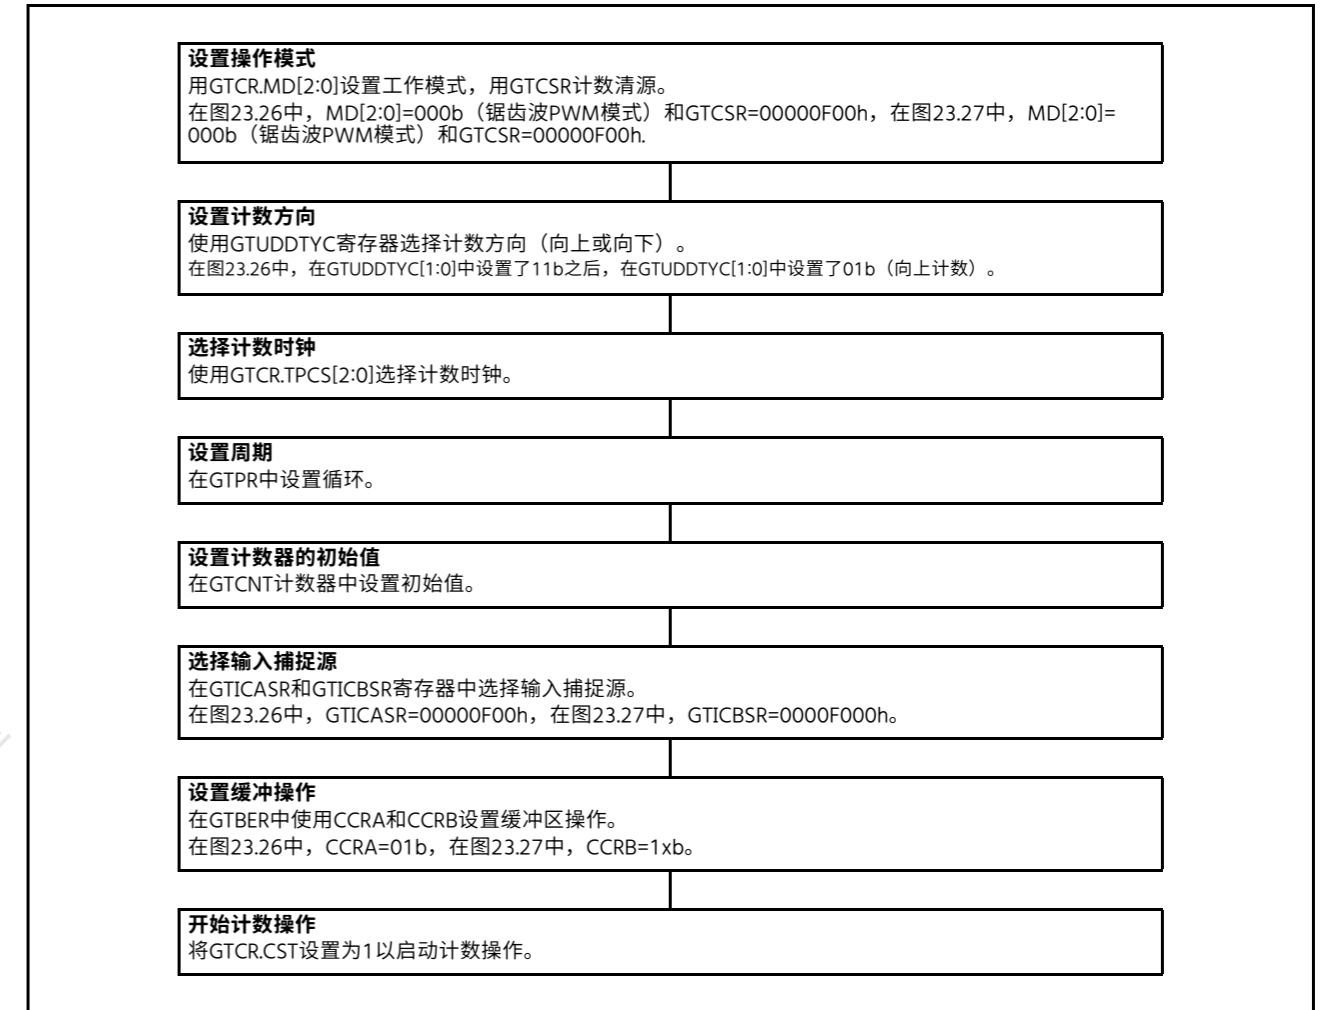 设置操作模式
用GTCR.MD[2:0]设置工作模式，用GTCSR计数清源。
在图23.26中，MD[2:0]=000b（锯齿波PWM模式）和GTCSR=00000F00h，在图23.27中，MD[2:0]=
000b（锯齿波PWM模式）和GTCSR=00000F00h.
设置计数方向
使用GTUDDTYC寄存器选择计数方向（向上或向下）。
在图23.26中，在GTUDDTYC[1:0]中设置了11b之后，在GTUDDTYC[1:0]中设置了01b（向上计数）。
选择计数时钟
使用GTCR.TPCS[2:0]选择计数时钟。
设置周期
在GTPR中设置循环。
设置计数器的初始值
在GTCNT计数器中设置初始值。
选择输入捕捉源
在GTICASR和GTICBSR寄存器中选择输入捕捉源。
在图23.26中，GTICASR=00000F00h，在图23.27中，GTICBSR=0000F000h。
设置缓冲操作
在GTBER中使用CCRA和CCRB设置缓冲区操作。
在图23.26中，CCRA=01b，在图23.27中，CCRB=1xb。
开始计数操作
将GTCR.CST设置为1以启动计数操作。